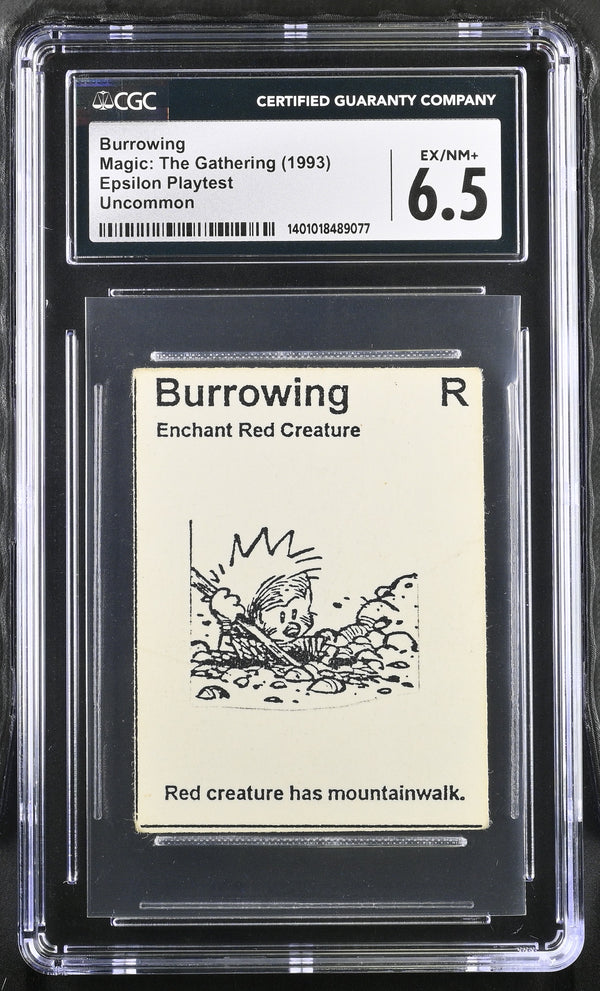 CGC
CERTIFIED GUARANTY COMPANY
Burrowing
Magic: The Gathering (1993)
Epsilon Playtest
Uncommon
EX/NM+
6.5
1401018489077
Burrowing R
Enchant Red Creature
Red creature has mountainwalk.